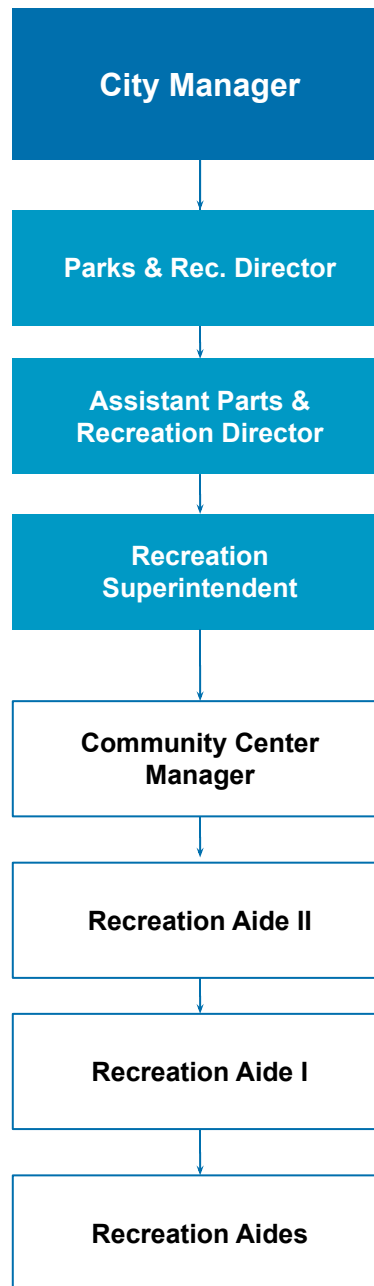 City Manager
Parks & Rec. Director
Assistant Parts &
Recreation Director
Recreation
Superintendent
Community Center
Manager
Recreation Aide II
Recreation Aide I
Recreation Aides